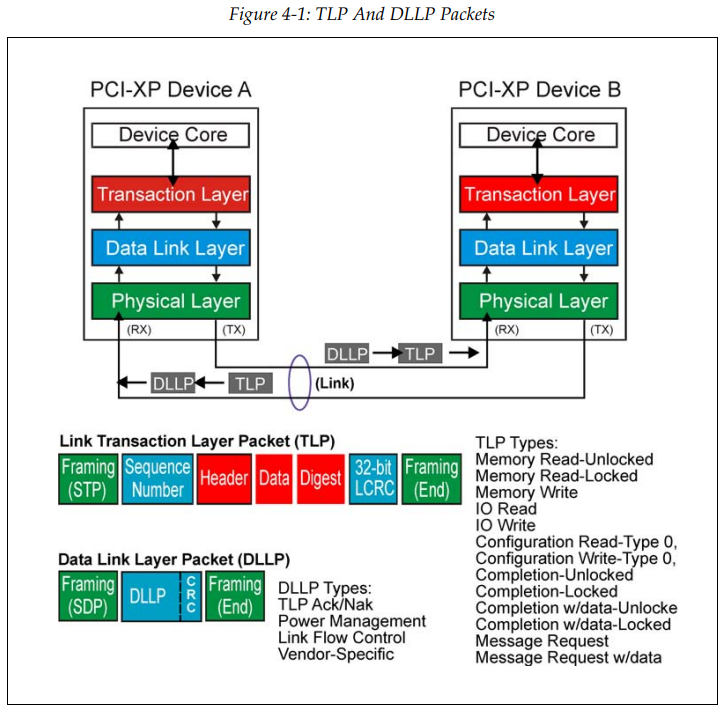 Figure 4-1: TLP And DLLP Packets
PCI-XP Device A
Device Core
Transaction Layer
Data Link Layer
Physical Layer
(RX)
(TX)
PCI-XP Device B
Device Core
Transaction Layer
Data Link Layer
Physical Layer
(RX)
(TX)
DLLP
TLP
DLLP
TLP
(Link)
Link Transaction Layer Packet (TLP)
Framing
(STP)
Sequence
Number
Header
Data
Digest
32-bit
LCRC
Framing
(End)
Data Link Layer Packet (DLLP)
Framing
(SDP)
DLLP
C
R
C
Framing
(End)
DLLP Types:
TLP Ack/Nak
Power Management
Link Flow Control
Vendor-Specific
TLP Types:
Memory Read-Unlocked
Memory Read-Locked
Memory Write
IO Read
IO Write
Configuration Read-Type 0,
Configuration Write-Type 0,
Completion-Unlocked
Completion-Locked
Completion w/data-Unlocke
Completion w/data-Locked
Message Request
Message Request w/data